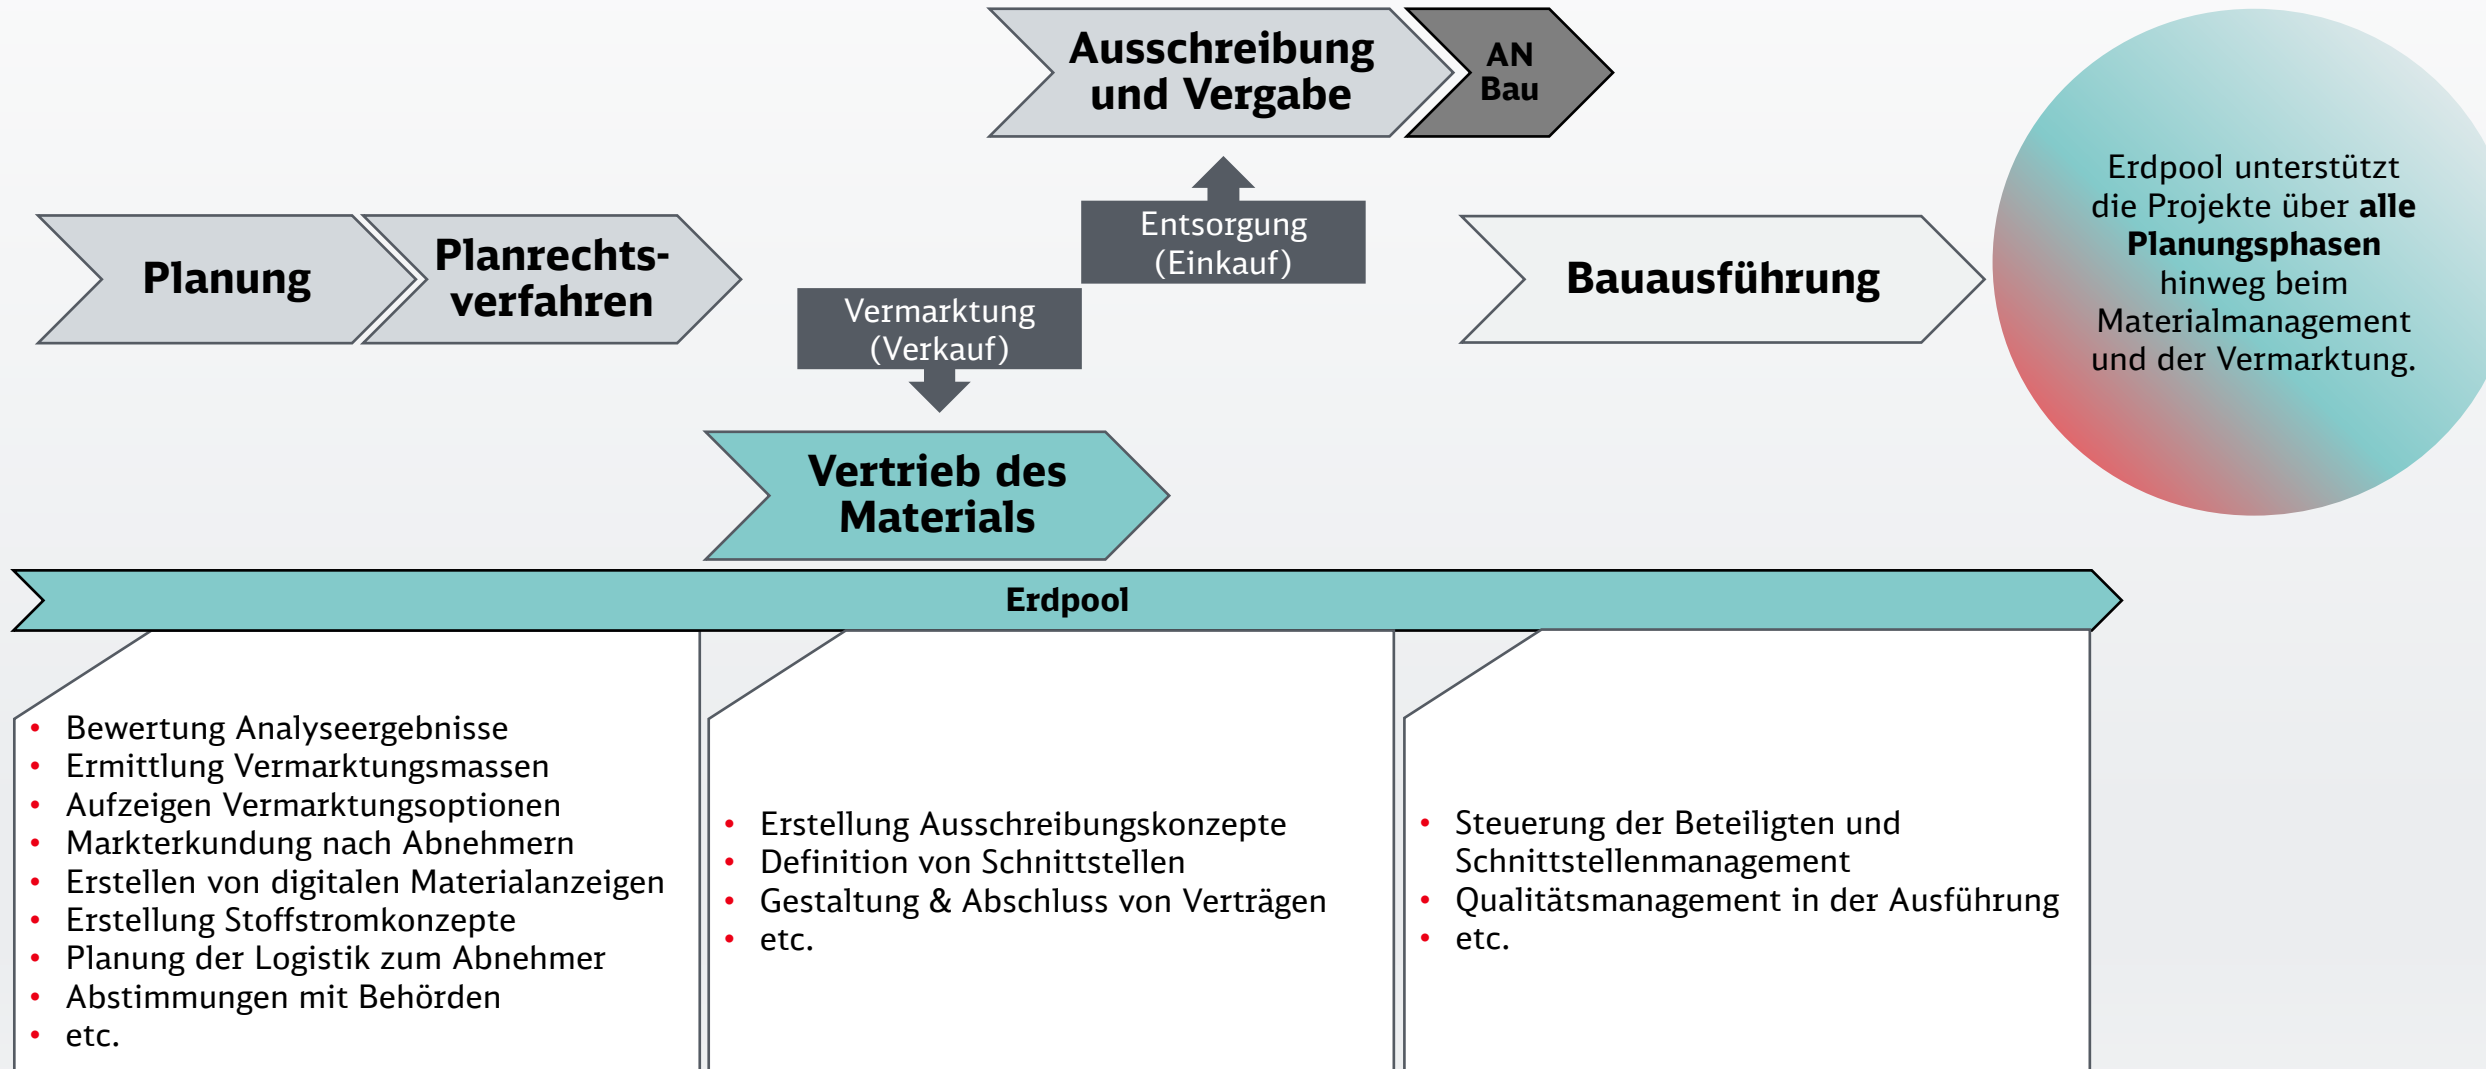 Ausschreibung
und Vergabe
AN
Bau
Planung
Planrechts-
verfahren
Entsorgung
(Einkauf)
Vermarktung
(Verkauf)
Bauausführung
Erdpool unterstützt
die Projekte über alle
Planungsphasen
hinweg beim
Materialmanagement
und der Vermarktung.
Vertrieb des
Materials
Erdpool
• Bewertung Analyseergebnisse
• Ermittlung Vermarktungsmassen
• Aufzeigen Vermarktungsoptionen
• Markterkundung nach Abnehmern
• Erstellen von digitalen Materialanzeigen
• Erstellung Stoffstromkonzepte
• Planung der Logistik zum Abnehmer
• Abstimmungen mit Behörden
• etc.
• Erstellung Ausschreibungskonzepte
• Definition von Schnittstellen
• Gestaltung & Abschluss von Verträgen
• etc.
• Steuerung der Beteiligten und
Schnittstellenmanagement
• Qualitätsmanagement in der Ausführung
• etc.